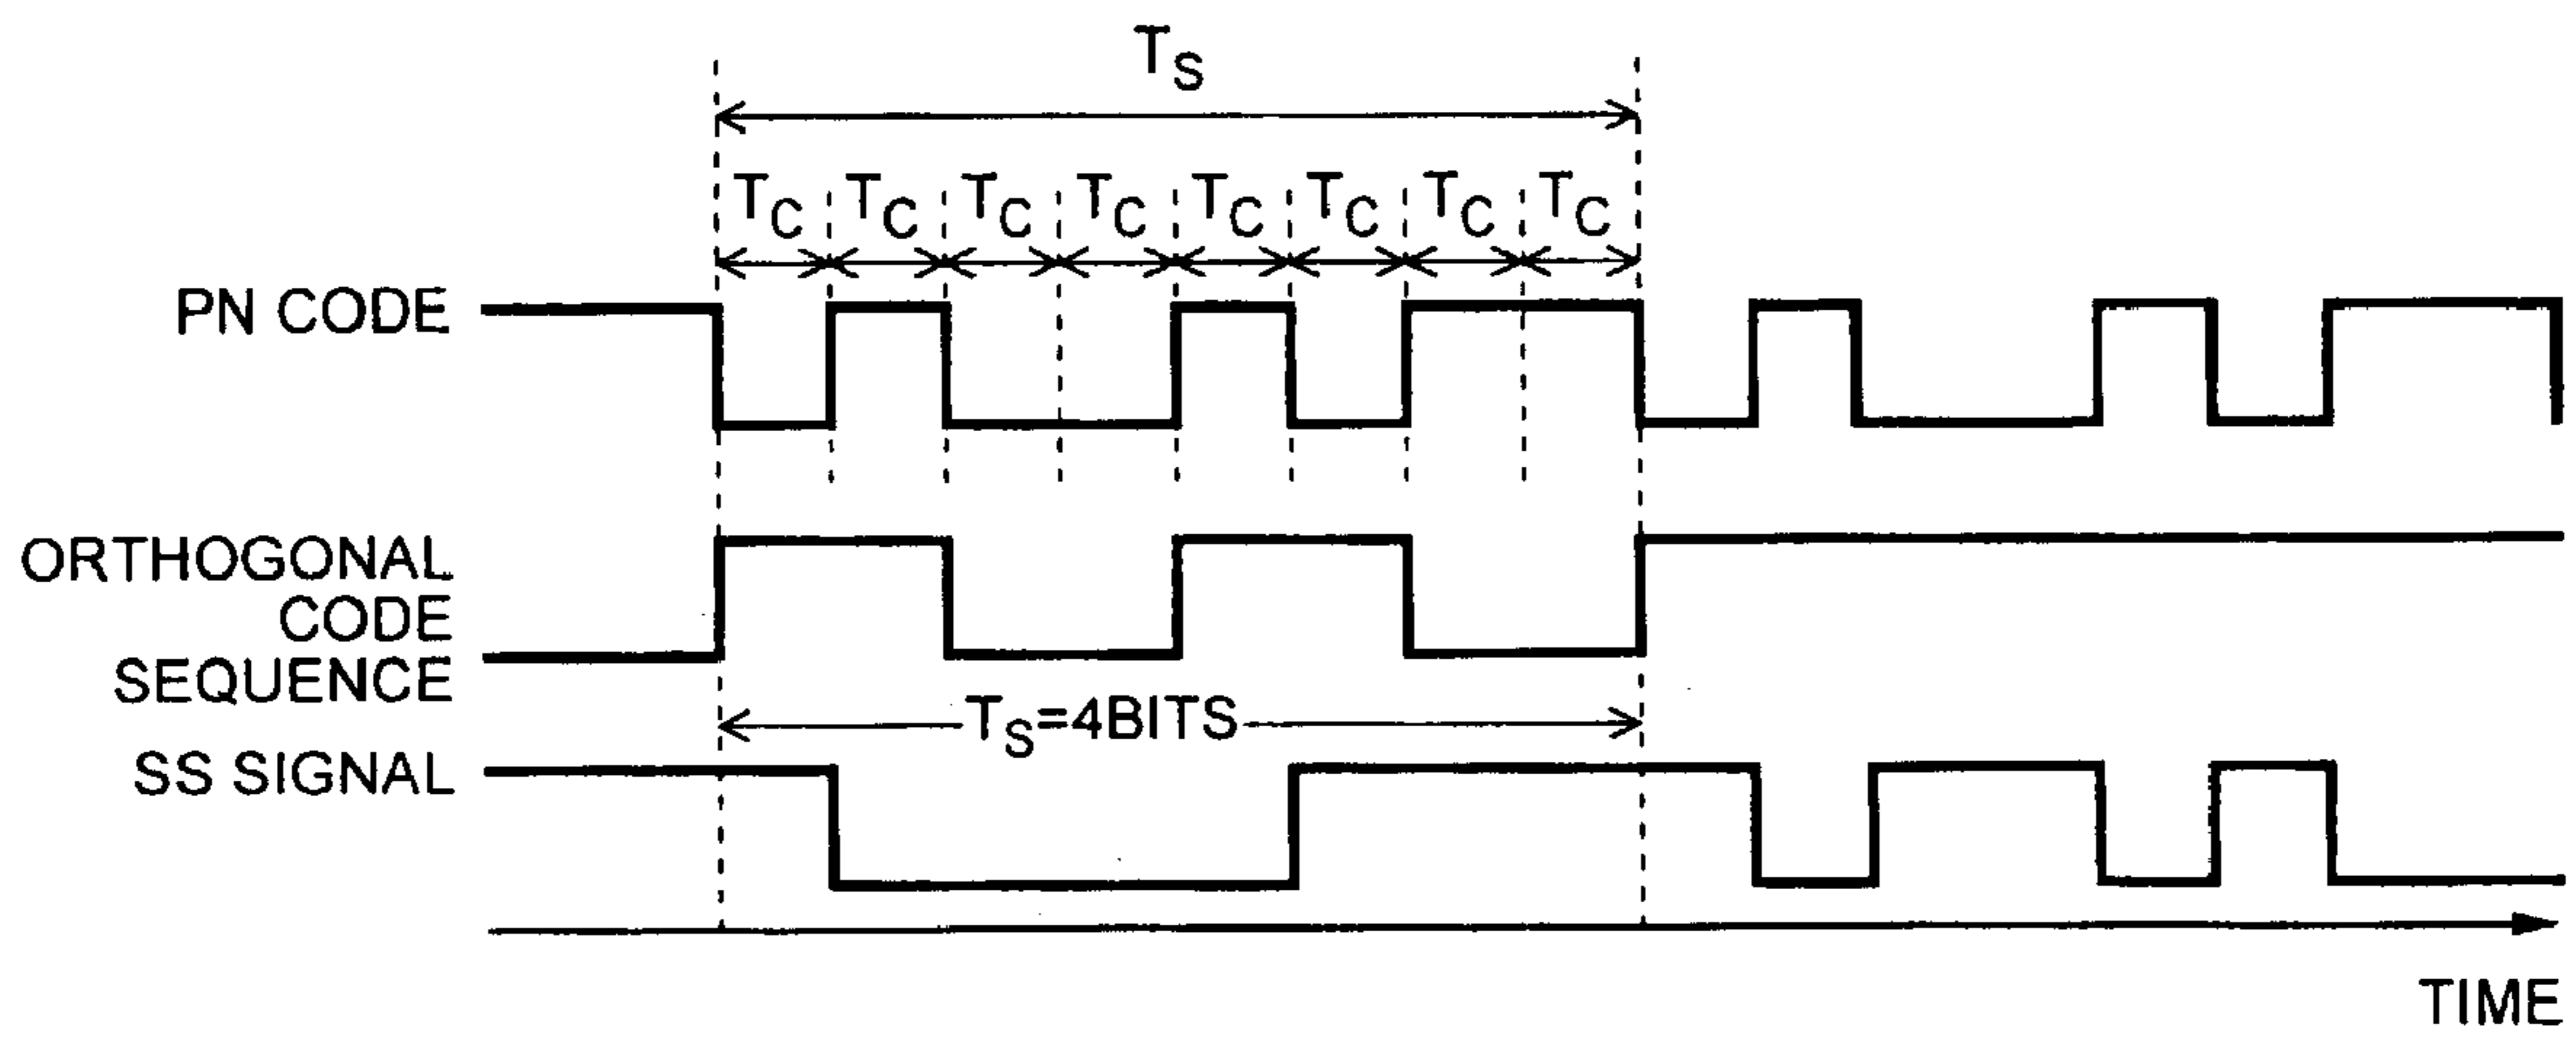 TS
TC TC TC TC TC TC TC TC
PN CODE
ORTHOGONAL
CODE
SEQUENCE
TS=4BITS
SS SIGNAL
TIME